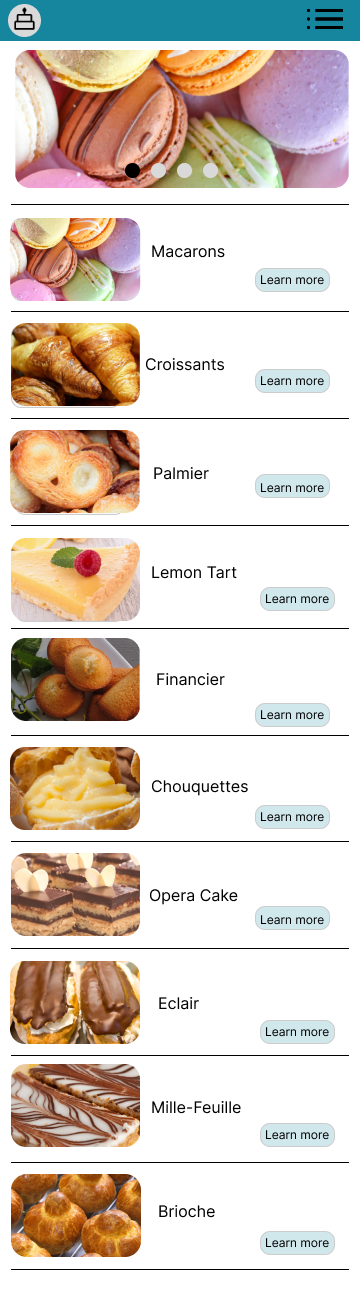 Macarons
Learn more
Croissants
Learn more
Palmier
Learn more
Lemon Tart
Learn more
Financier
Learn more
Chouquettes
Learn more
Opera Cake
Learn more
Eclair
Learn more
Mille-Feuille
Learn more
Brioche
Learn more